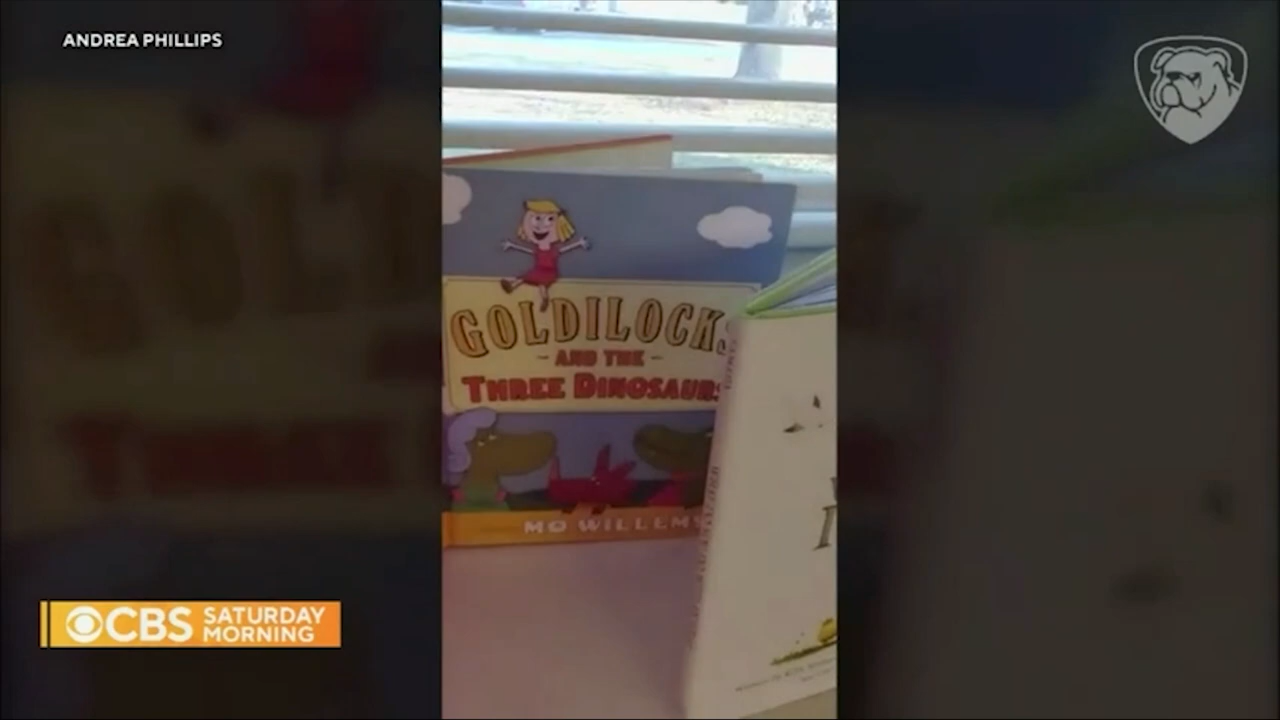 ANDREA PHILLIPS
GOLDILOCKS
AND THE
THREE DINOSAURS
MO WILLEMS
CBS SATURDAY MORNING